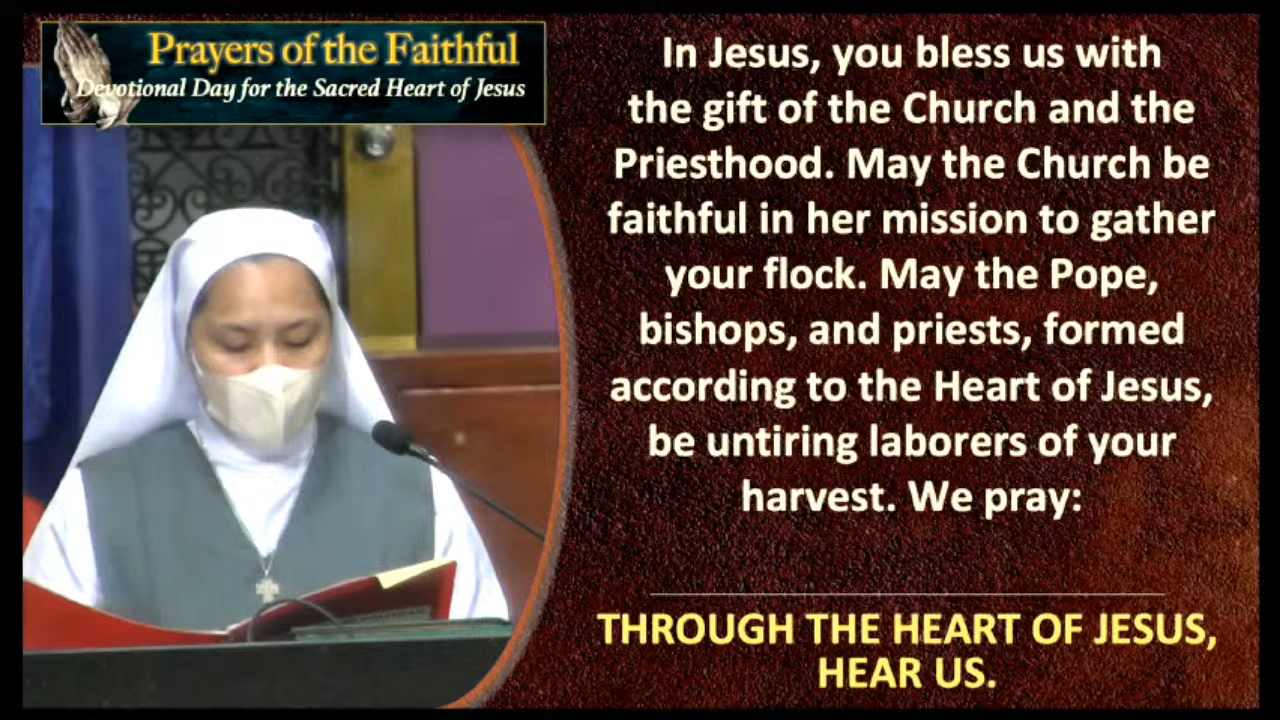 Prayers of the Faithful
Devotional Day for the Sacred Heart of Jesus
In Jesus, you bless us with
the gift of the Church and the
Priesthood. May the Church be
faithful in her mission to gather
your flock. May the Pope,
bishops, and priests, formed
according to the Heart of Jesus,
be untiring laborers of your
harvest. We pray:
THROUGH THE HEART OF JESUS,
HEAR US.